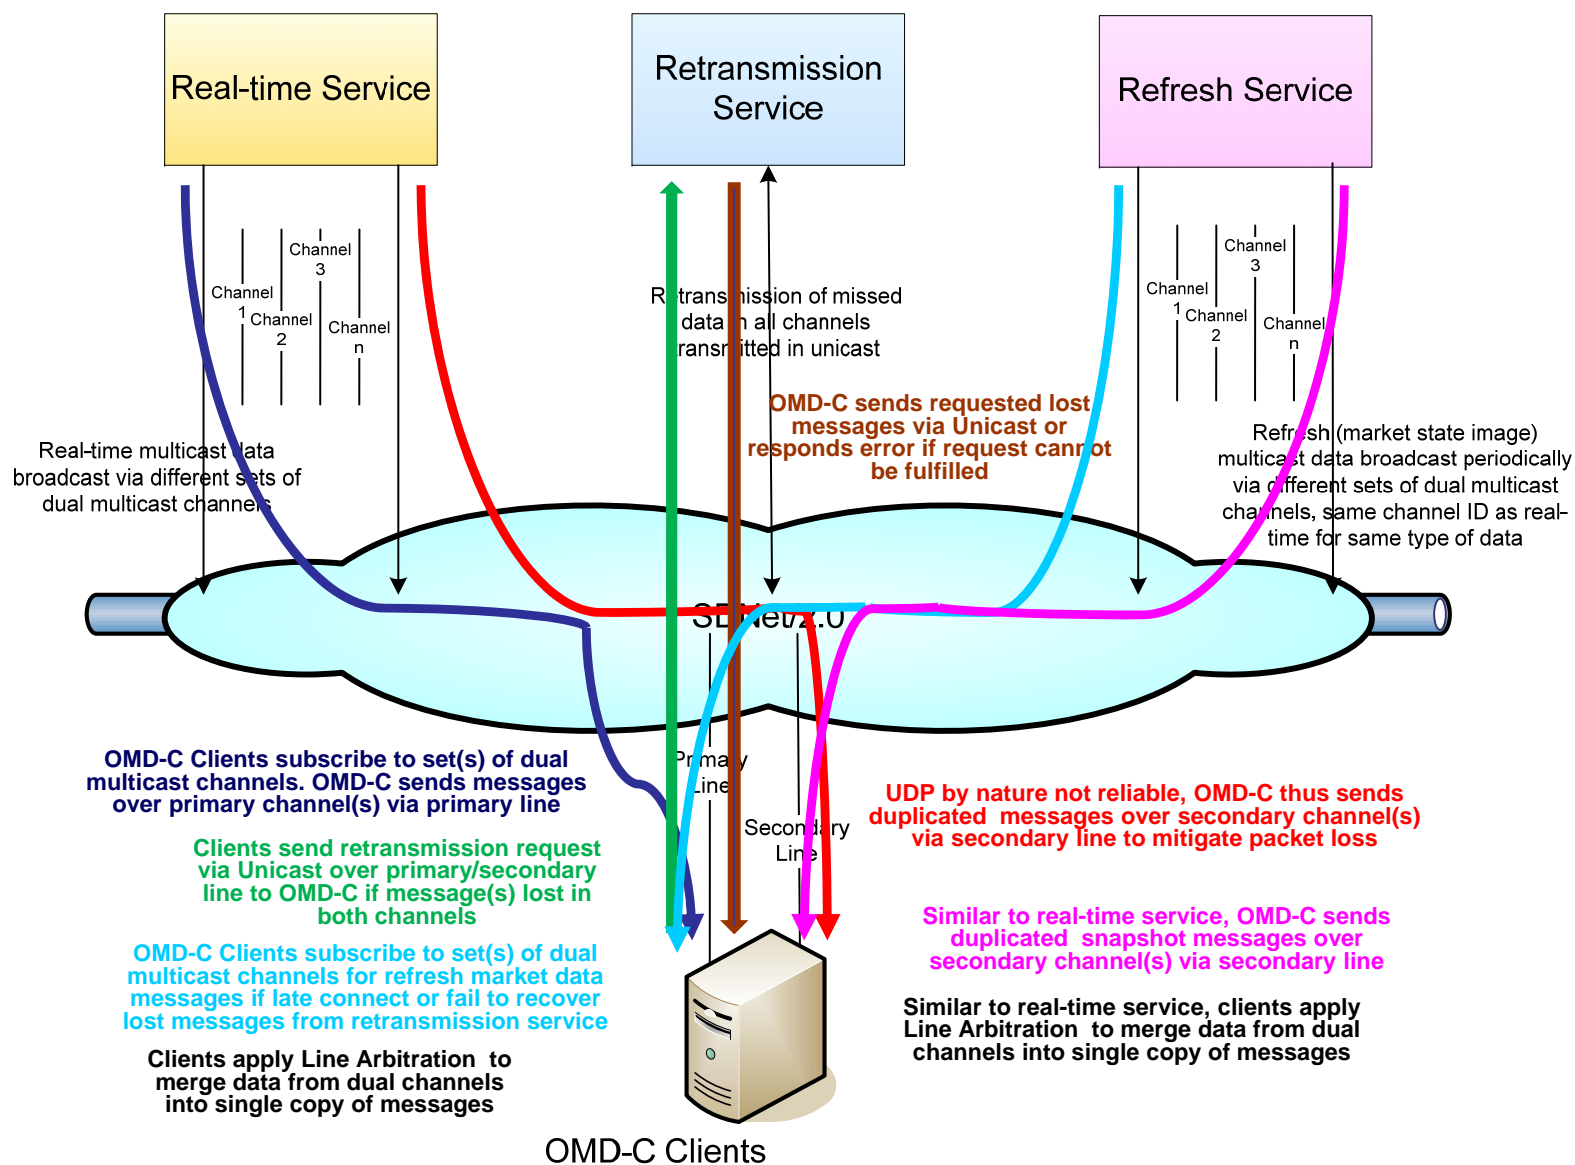 Real-time Service
Retransmission
Service
Refresh Service
Channel
1
Channel
2
Channel
3
Channel
n
Retransmission of missed
data in all channels
transmitted in unicast
Channel
1
Channel
2
Channel
3
Channel
n
OMD-C sends requested lost
messages via Unicast or
responds error if request cannot
be fulfilled
Real-time multicast data
broadcast via different sets of
dual multicast channels
Refresh (market state image)
multicast data broadcast periodically
via different sets of dual multicast
channels, same channel ID as real-
time for same type of data
SDNet/2.0
Primary
Line
Secondary
Line
OMD-C Clients subscribe to set(s) of dual
multicast channels. OMD-C sends messages
over primary channel(s) via primary line
UDP by nature not reliable, OMD-C thus sends
duplicated messages over secondary channel(s)
via secondary line to mitigate packet loss
Clients send retransmission request
via Unicast over primary/secondary
line to OMD-C if message(s) lost in
both channels
Similar to real-time service, OMD-C sends
duplicated snapshot messages over
secondary channel(s) via secondary line
OMD-C Clients subscribe to set(s) of dual
multicast channels for refresh market data
messages if late connect or fail to recover
lost messages from retransmission service
Similar to real-time service, clients apply
Line Arbitration to merge data from dual
channels into single copy of messages
Clients apply Line Arbitration to
merge data from dual channels
into single copy of messages
OMD-C Clients